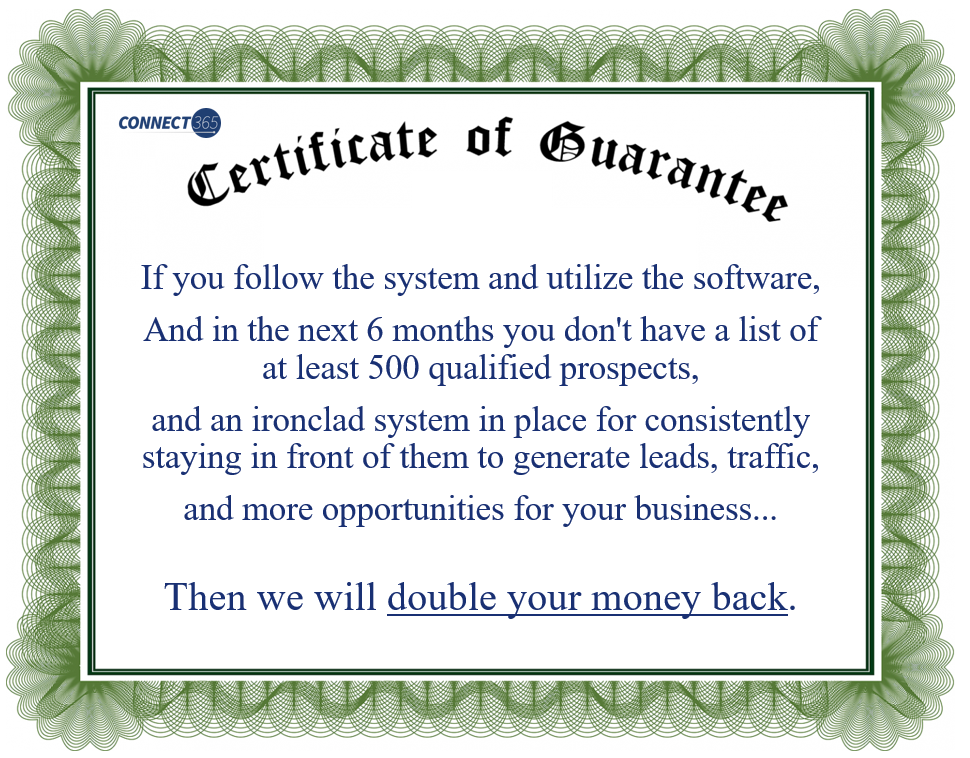 CONNECT365
Certificate of Guarantee
If you follow the system and utilize the software,
And in the next 6 months you don't have a list of
at least 500 qualified prospects,
and an ironclad system in place for consistently
staying in front of them to generate leads, traffic,
and more opportunities for your business...
Then we will double your money back.